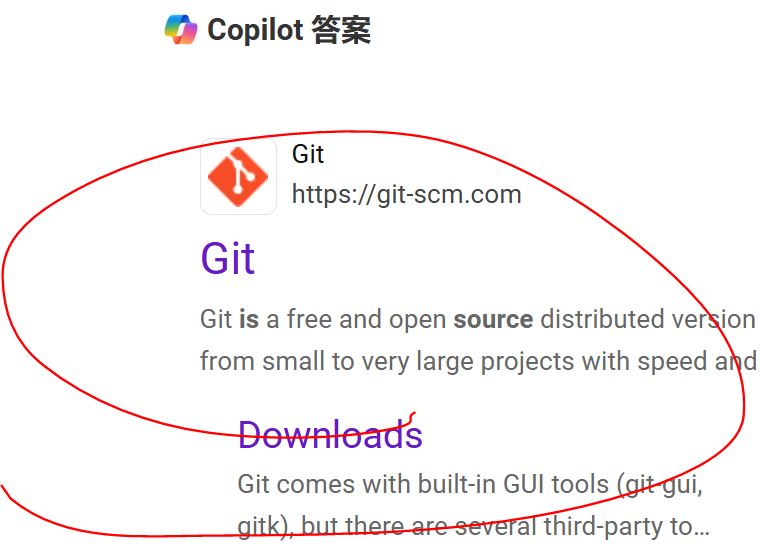 Copilot 答案
Git
https://git-scm.com
Git
Git is a free and open source distributed version
from small to very large projects with speed and
Downloads
Git comes with built-in GUI tools (git-gui,
gitk), but there are several third-party to...